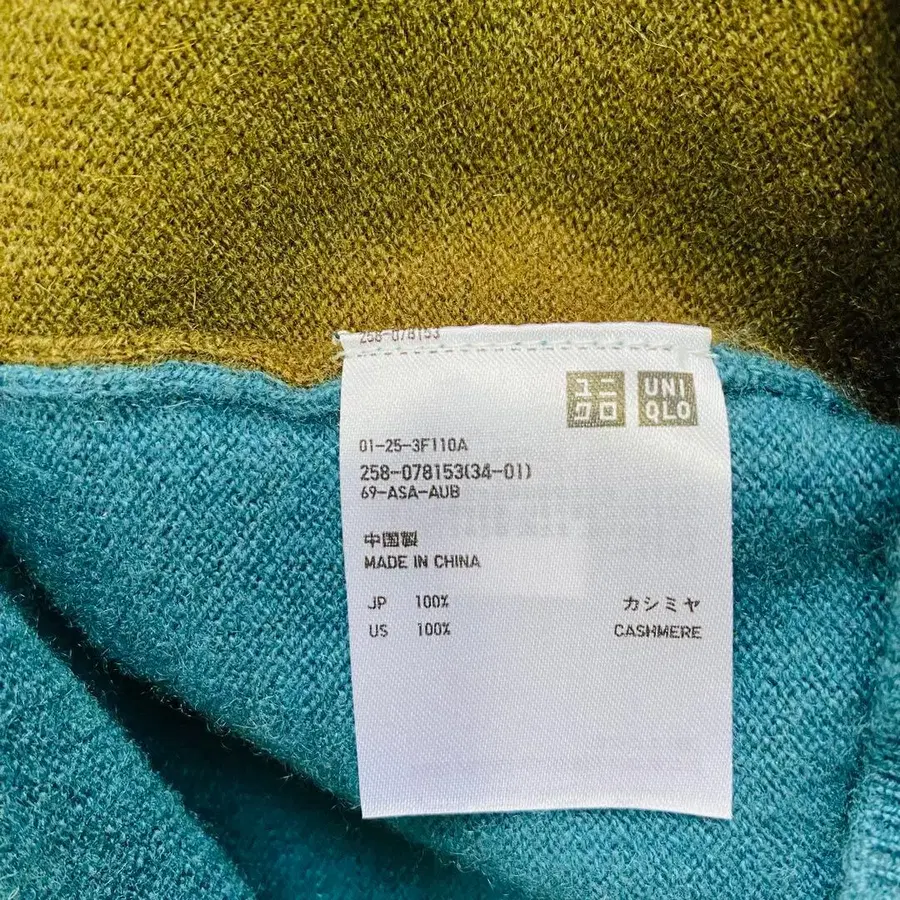 258-078153
ユニ
クロ
UNI
QLO
01-25-3F110A
258-078153(34-01)
69-ASA-AUB
中国製
MADE IN CHINA
JP 100% カシミヤ
US 100% CASHMERE